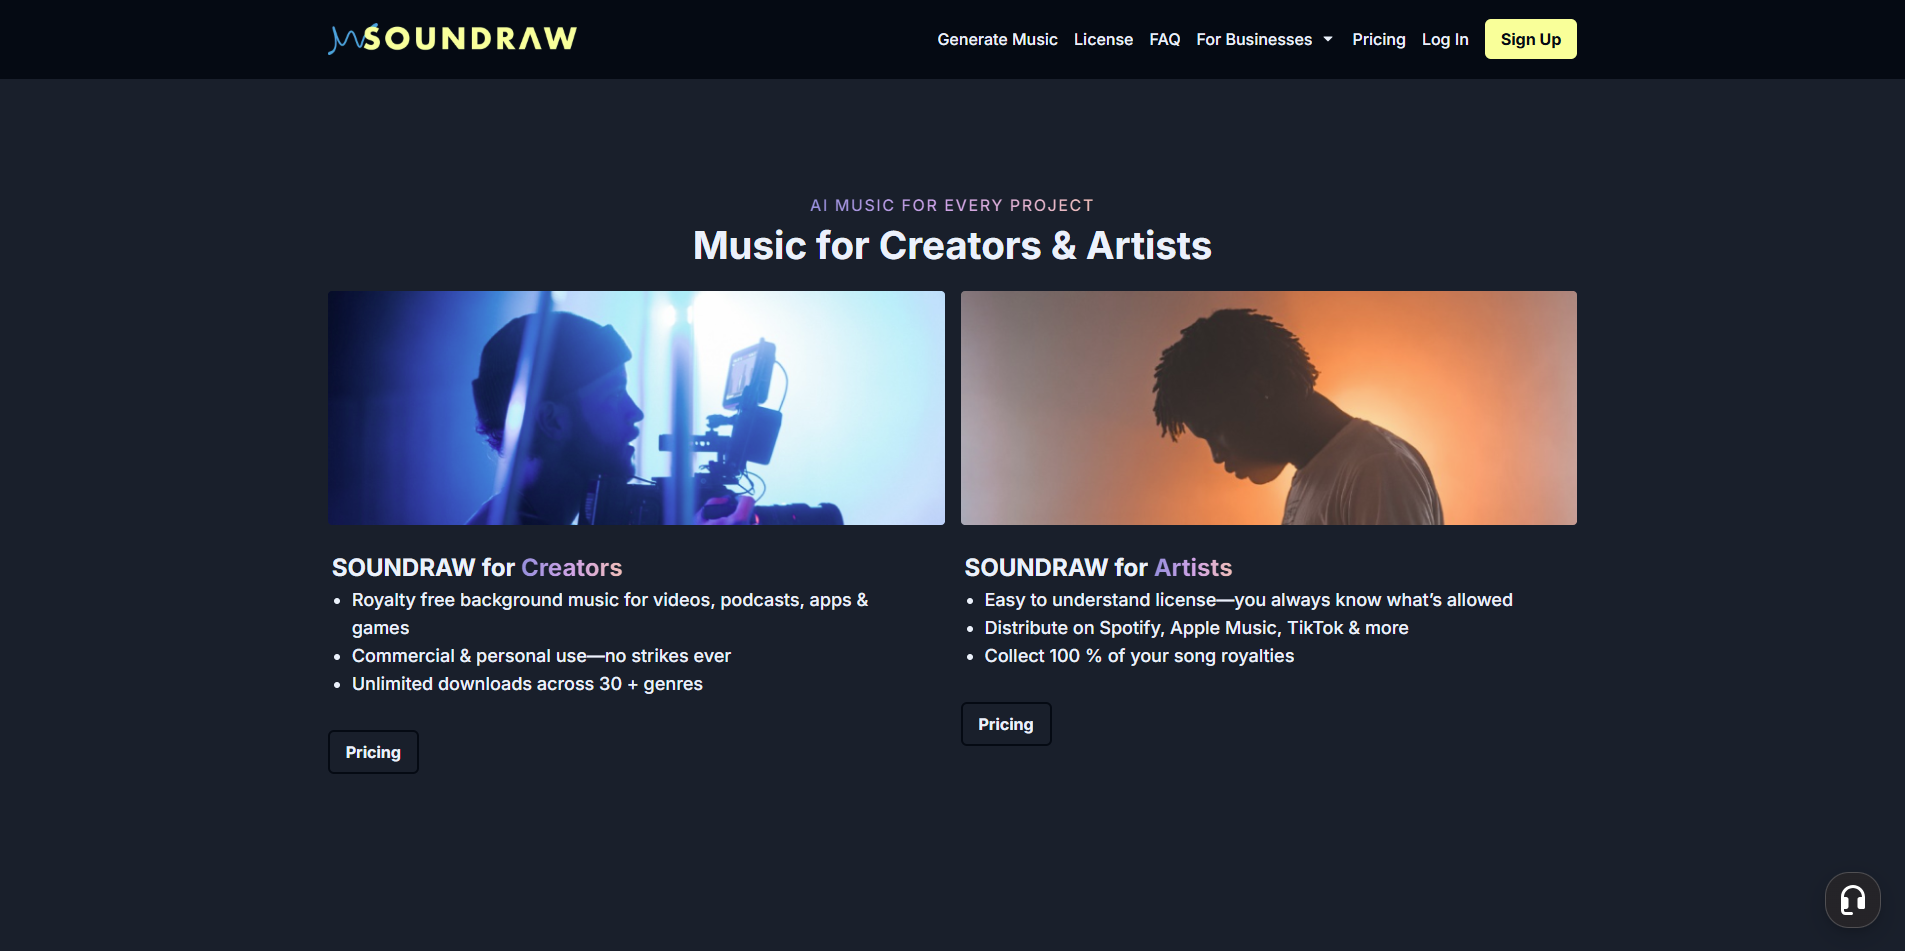 SOUNDRAW
Generate Music
License
FAQ
For Businesses
Pricing
Log In
Sign Up
AI MUSIC FOR EVERY PROJECT
Music for Creators & Artists
SOUNDRAW for Creators
• Royalty free background music for videos, podcasts, apps &
games
• Commercial & personal use—no strikes ever
• Unlimited downloads across 30 + genres
Pricing
SOUNDRAW for Artists
• Easy to understand license—you always know what’s allowed
• Distribute on Spotify, Apple Music, TikTok & more
• Collect 100 % of your song royalties
Pricing